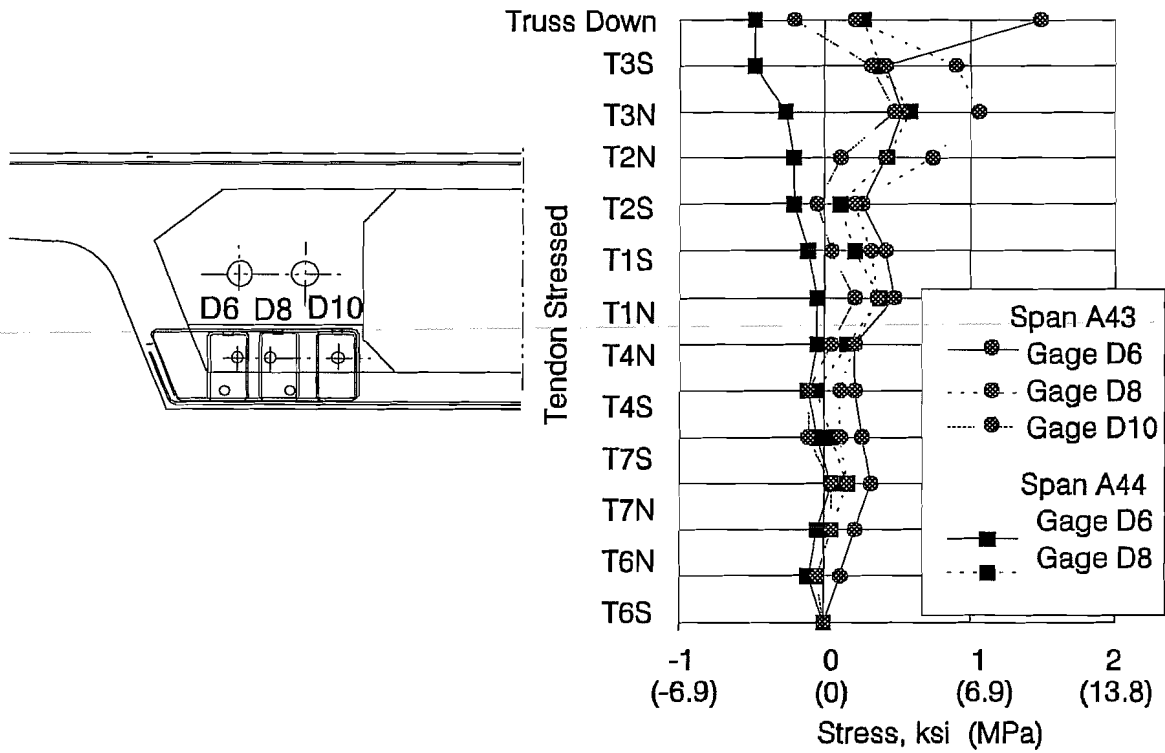 D6 D8 D10
Tendon Stressed
Truss Down
T3S
T3N
T2N
T2S
T1S
T1N
T4N
T4S
T7S
T7N
T6N
T6S
-1 0 1 2
(-6.9) (0) (6.9) (13.8)
Stress, ksi (MPa)
Span A43
Gage D6
Gage D8
Gage D10
Span A44
Gage D6
Gage D8